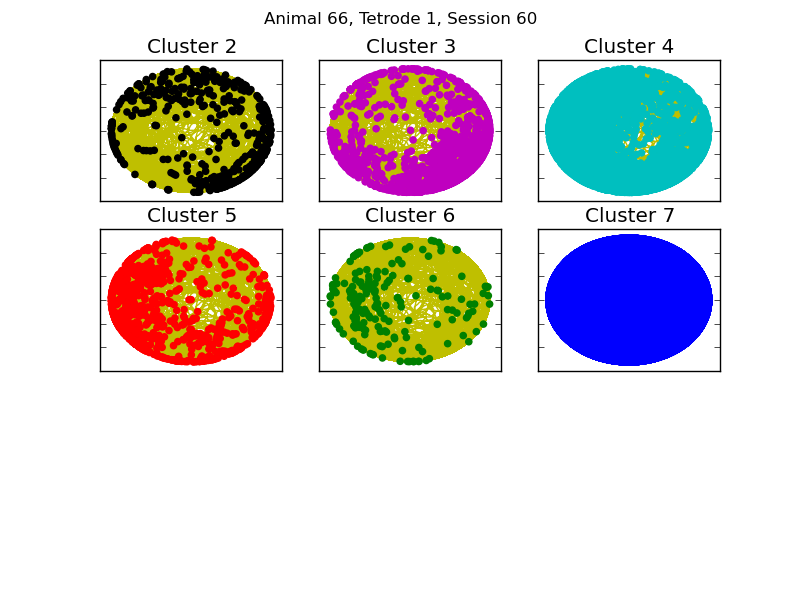 Animal 66, Tetrode 1, Session 60
Cluster 2
Cluster 3
Cluster 4
Cluster 5
Cluster 6
Cluster 7